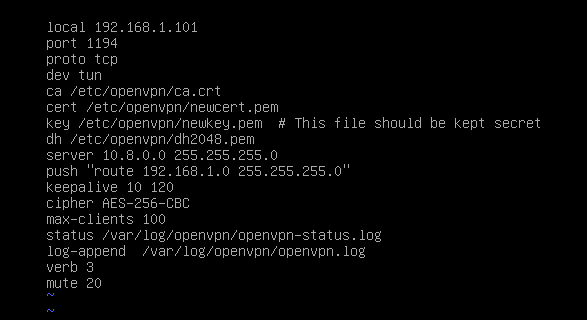 local 192.168.1.101
port 1194
proto tcp
dev tun
ca /etc/openvpn/ca.crt
cert /etc/openvpn/newcert.pem
key /etc/openvpn/newkey.pem  # This file should be kept secret
dh /etc/openvpn/dh2048.pem
server 10.8.0.0 255.255.255.0
push "route 192.168.1.0 255.255.255.0"
keepalive 10 120
cipher AES-256-CBC
max-clients 100
status /var/log/openvpn/openvpn-status.log
log-append  /var/log/openvpn/openvpn.log
verb 3
mute 20
~
~